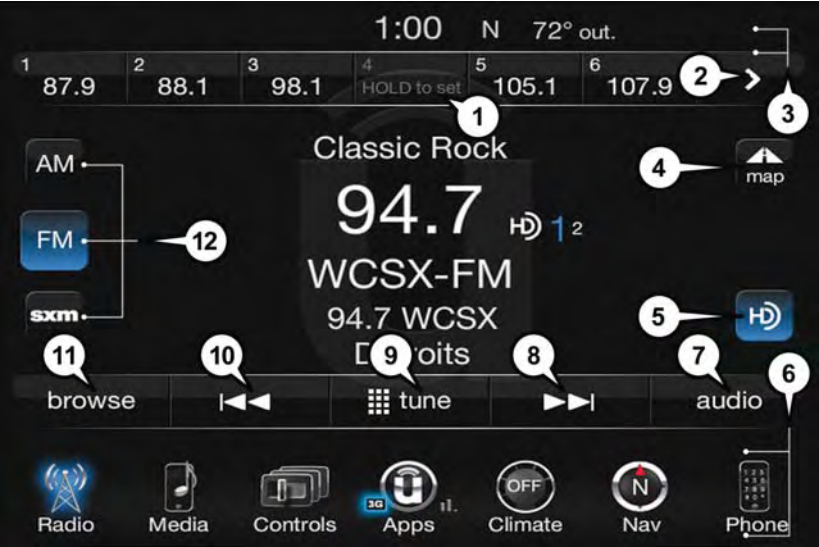 1:00 N 72° out.
1 2 3 4 5 6
87.9 88.1 98.1 HOLD to set 105.1 107.9 2
1 3
Classic Rock
AM 4 map
94.7 HD 1 2
FM 12
WCSX-FM
sxm 94.7 WCSX 5 HD
11 10 9 8 7
browse tune audio 6
OFF N
3G
Radio Media Controls Apps Climate Nav Phone